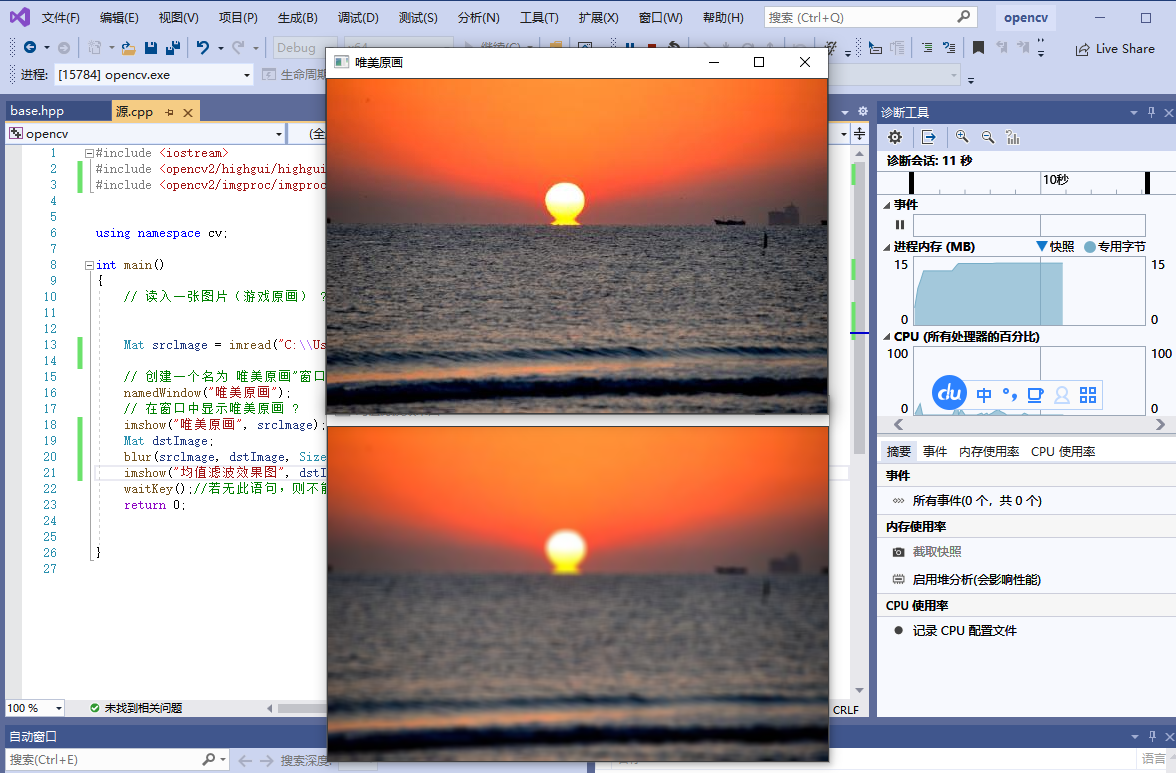 文件(F) 编辑(E) 视图(V) 项目(P) 生成(B) 调试(D) 测试(S) 分析(N) 工具(T) 扩展(X) 窗口(W) 帮助(H) 搜索 (Ctrl+Q) opencv
Debug Live Share
进程: [15784] opencv.exe 生命周期
唯美原画
base.hpp 源.cpp
opencv (全
1 #include <iostream>
2 #include <opencv2/highgui/highgui
3 #include <opencv2/imgproc/imgproc
4
5
6 using namespace cv;
7
8 int main()
9 {
10 // 读入一张图片（游戏原画） ?
11
12
13 Mat srclmage = imread("C:\\Us
14
15 // 创建一个名为 唯美原画"窗口
16 namedWindow("唯美原画");
17 // 在窗口中显示唯美原画 ?
18 imshow("唯美原画", srclmage);
19 Mat dstImage;
20 blur(srclmage, dstImage, Size
21 imshow("均值滤波效果图", dstI
22 waitKey();//若无此语句，则不能
23 return 0;
24
25
26 }
27
100 % 未找到相关问题 CRLF
自动窗口
搜索(Ctrl+E) 搜索深度:
语言
诊断工具
诊断会话: 11 秒
10秒
事件
进程内存 (MB) 快照 专用字节
15 15
0 0
CPU (所有处理器的百分比)
100 100
du 中
0 0
摘要 事件 内存使用率 CPU 使用率
事件
所有事件(0 个，共 0 个)
内存使用率
截取快照
启用堆分析(会影响性能)
CPU 使用率
记录 CPU 配置文件